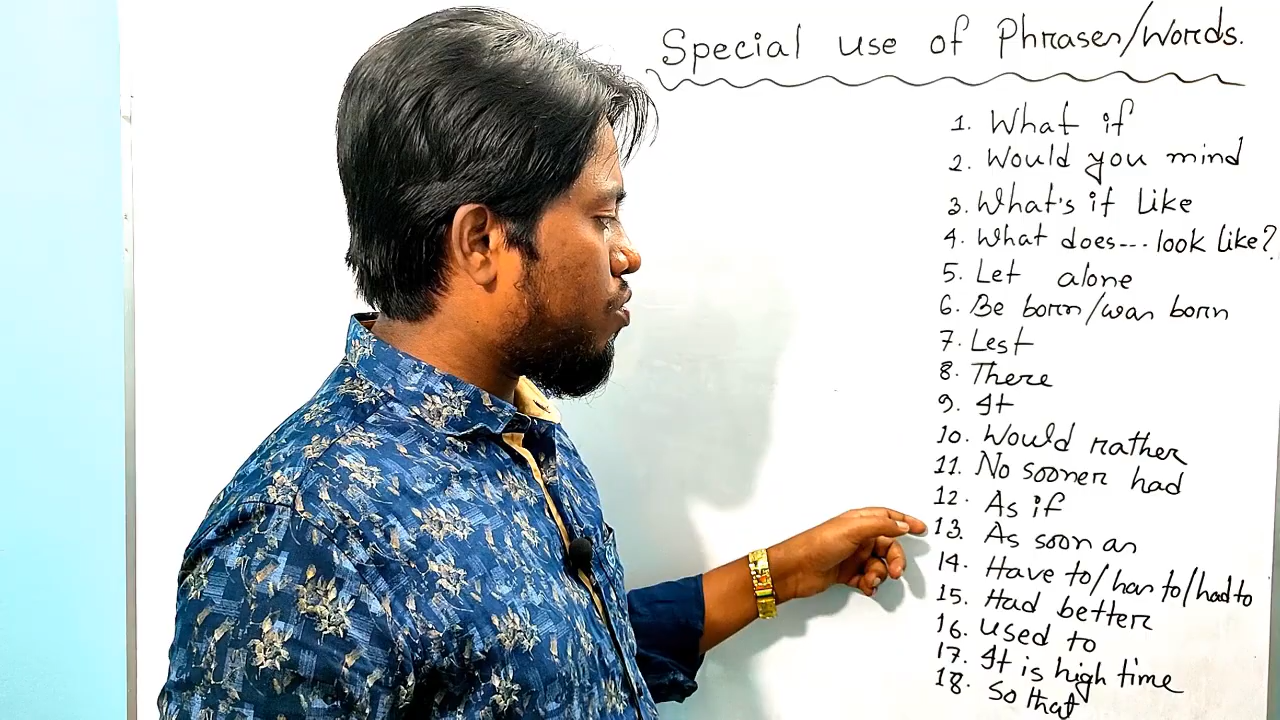 Special use of Phrases/Words.
1. What if
2. Would you mind
3. What's it like
4. What does--- look like?
5. Let alone
6. Be born/was born
7. Lest
8. There
9. It
10. Would rather
11. No sooner had
12. As if
13. As soon as
14. Have to/has to/had to
15. Had better
16. used to
17. It is high time
18. So that